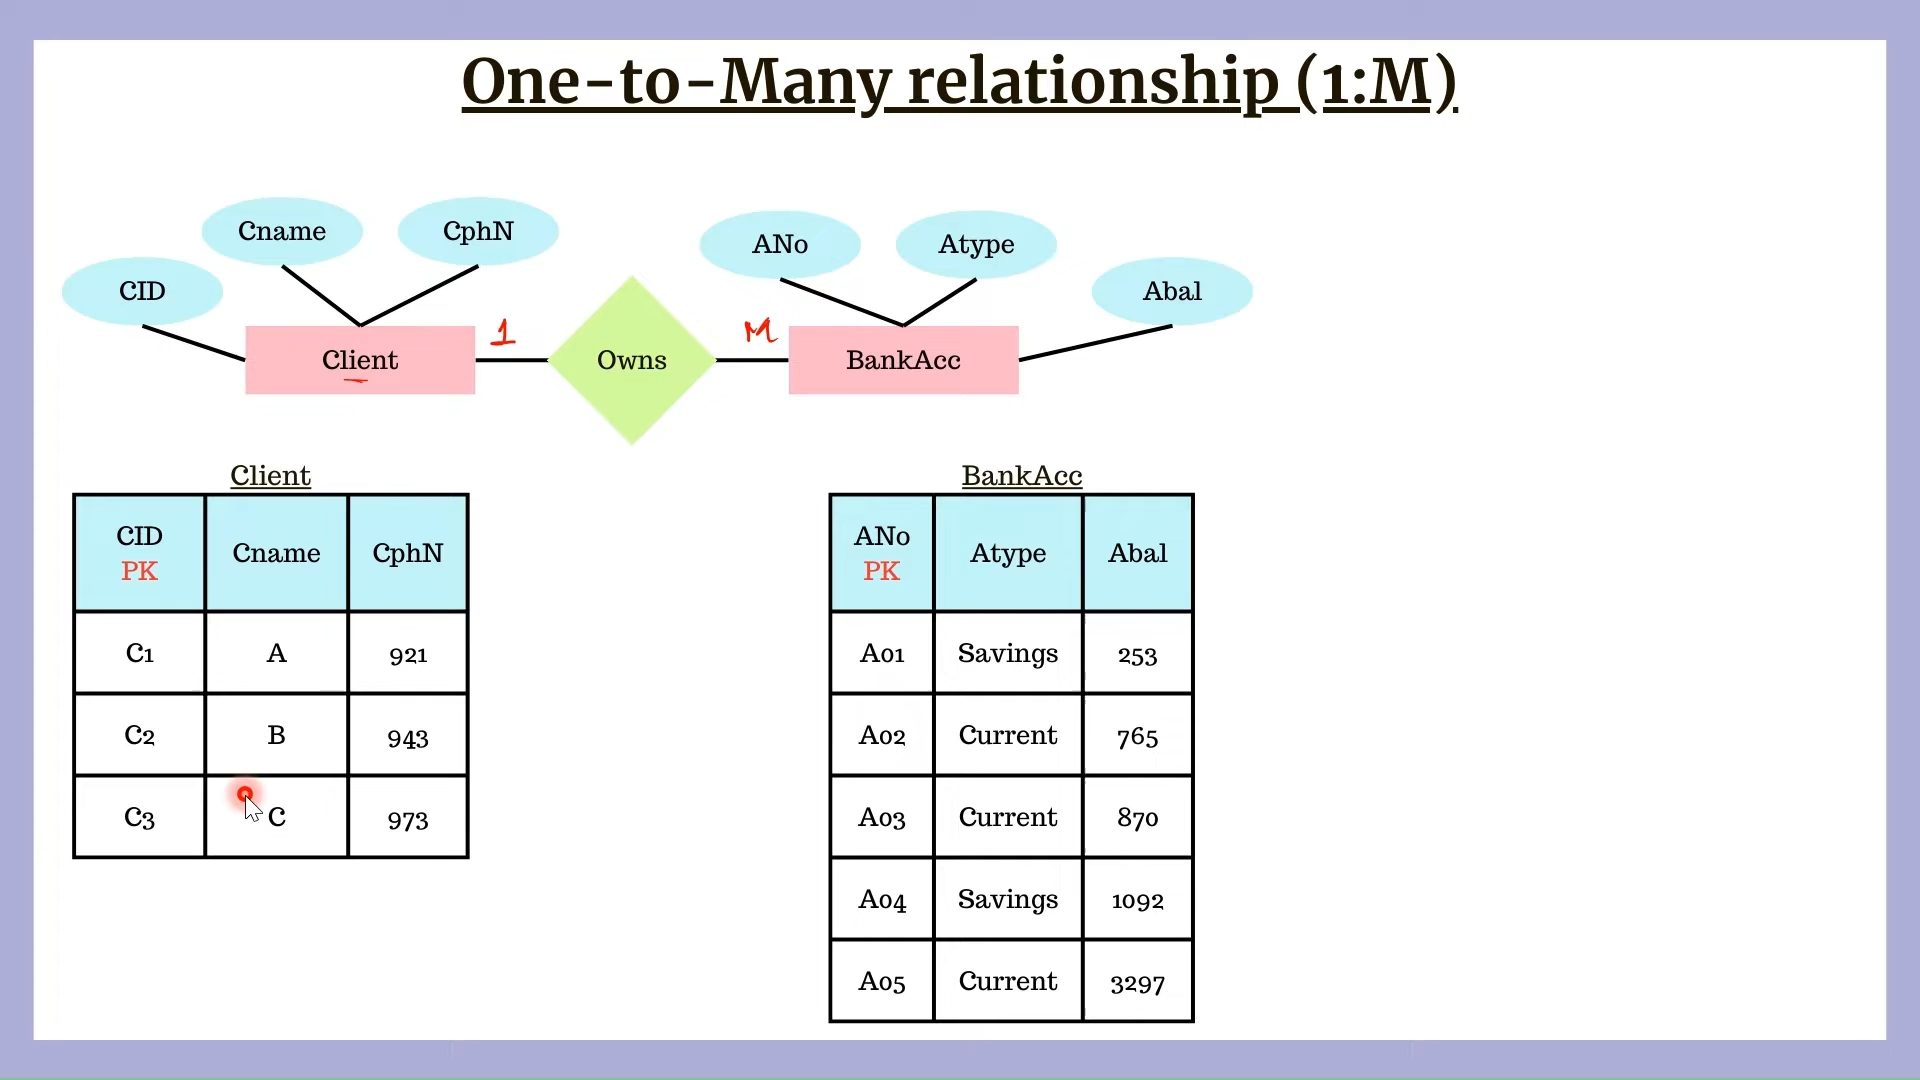 One-to-Many relationship (1:M)
Cname
CphN
ANo
Atype
CID
Abal
1
M
Client
Owns
BankAcc
Client
CID PK Cname CphN
C1 A 921
C2 B 943
C3 C 973
BankAcc
ANo PK Atype Abal
A01 Savings 253
A02 Current 765
A03 Current 870
A04 Savings 1092
A05 Current 3297